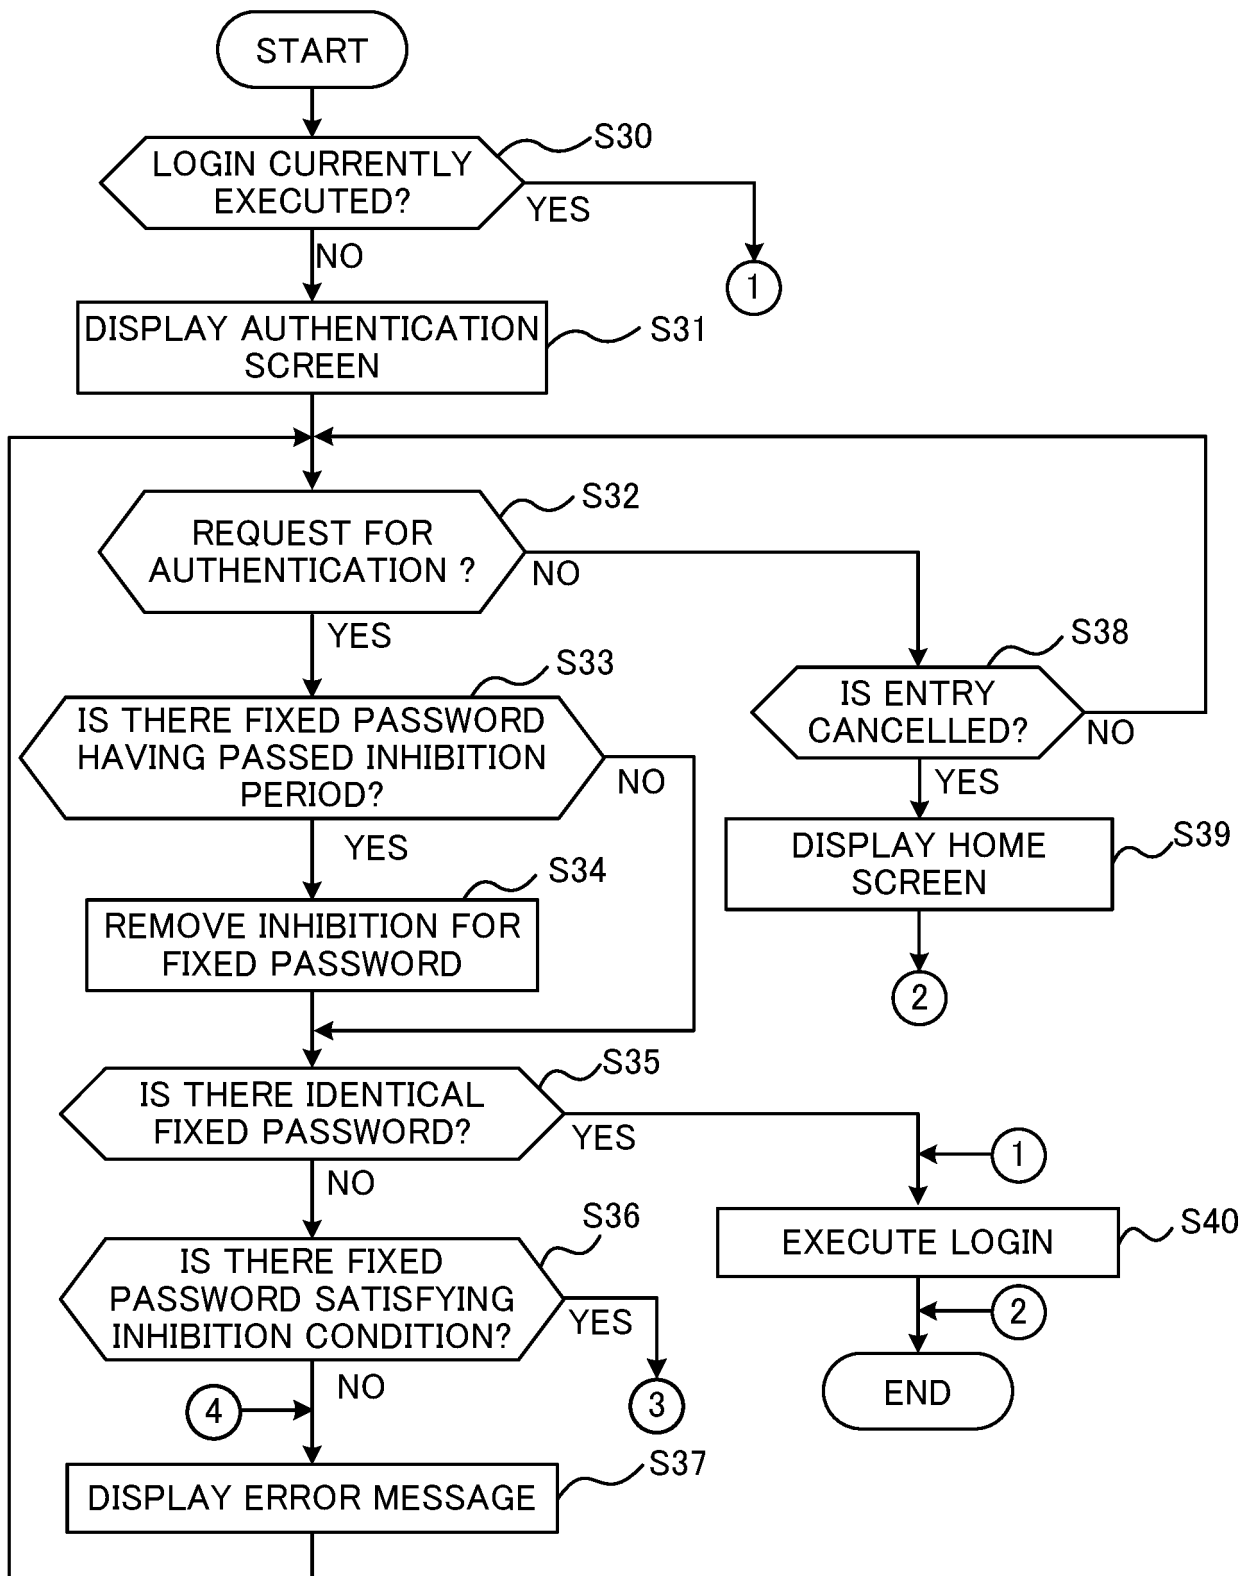 START
LOGIN CURRENTLY
EXECUTED?
S30
YES
NO
1
DISPLAY AUTHENTICATION
SCREEN
S31
REQUEST FOR
AUTHENTICATION ?
S32
NO
YES
IS THERE FIXED PASSWORD
HAVING PASSED INHIBITION
PERIOD?
S33
NO
YES
IS ENTRY
CANCELLED?
S38
NO
YES
DISPLAY HOME
SCREEN
S39
2
REMOVE INHIBITION FOR
FIXED PASSWORD
S34
IS THERE IDENTICAL
FIXED PASSWORD?
S35
YES
NO
1
EXECUTE LOGIN
S40
2
END
IS THERE FIXED
PASSWORD SATISFYING
INHIBITION CONDITION?
S36
YES
NO
3
4
DISPLAY ERROR MESSAGE
S37